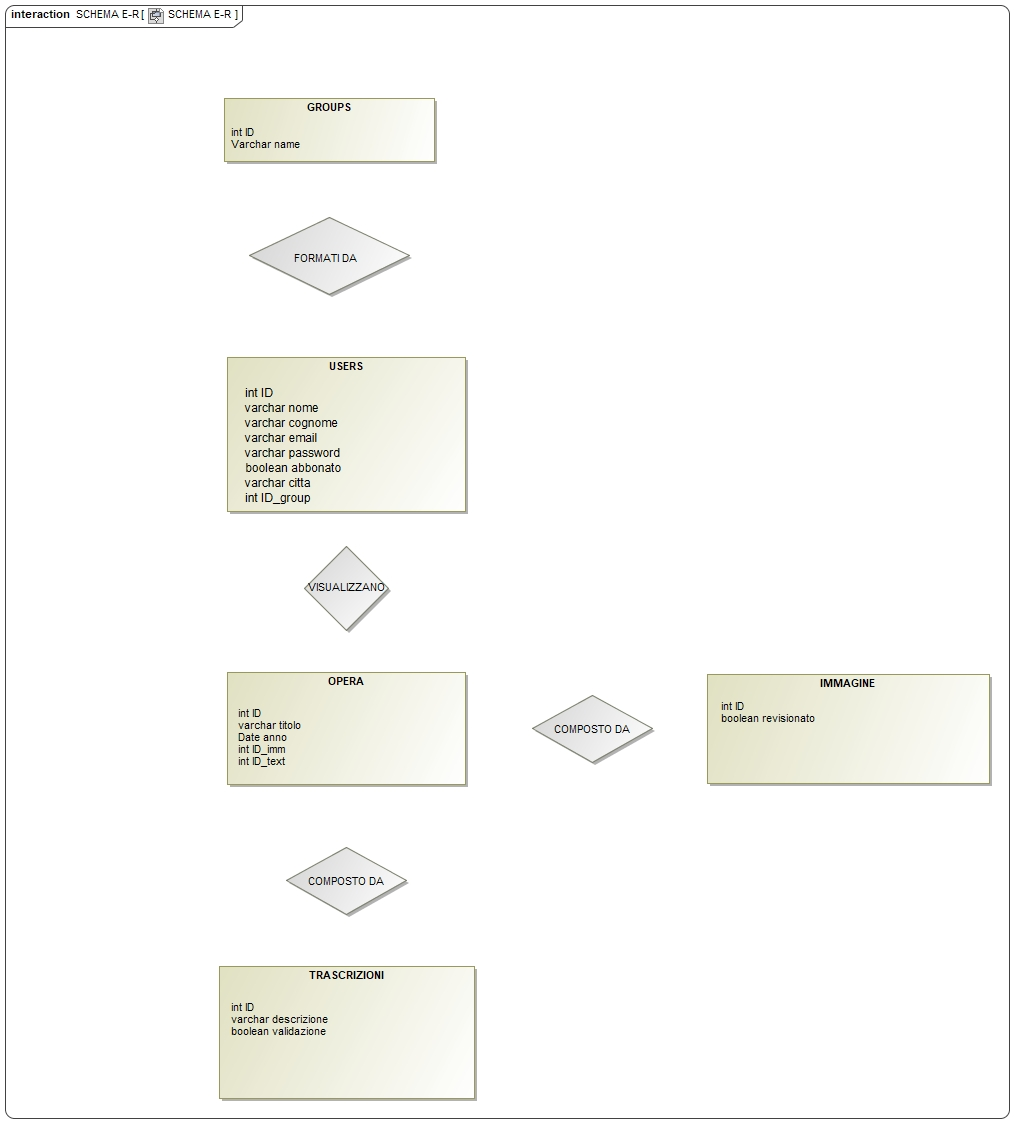 interaction SCHEMA E-R [ SCHEMA E-R ]
GROUPS
int ID
Varchar name
FORMATI DA
USERS
int ID
varchar nome
varchar cognome
varchar email
varchar password
boolean abbonato
varchar citta
int ID_group
VISUALIZZANO
OPERA
int ID
varchar titolo
Date anno
int ID_imm
int ID_text
COMPOSTO DA
IMMAGINE
int ID
boolean revisionato
COMPOSTO DA
TRASCRIZIONI
int ID
varchar descrizione
boolean validazione